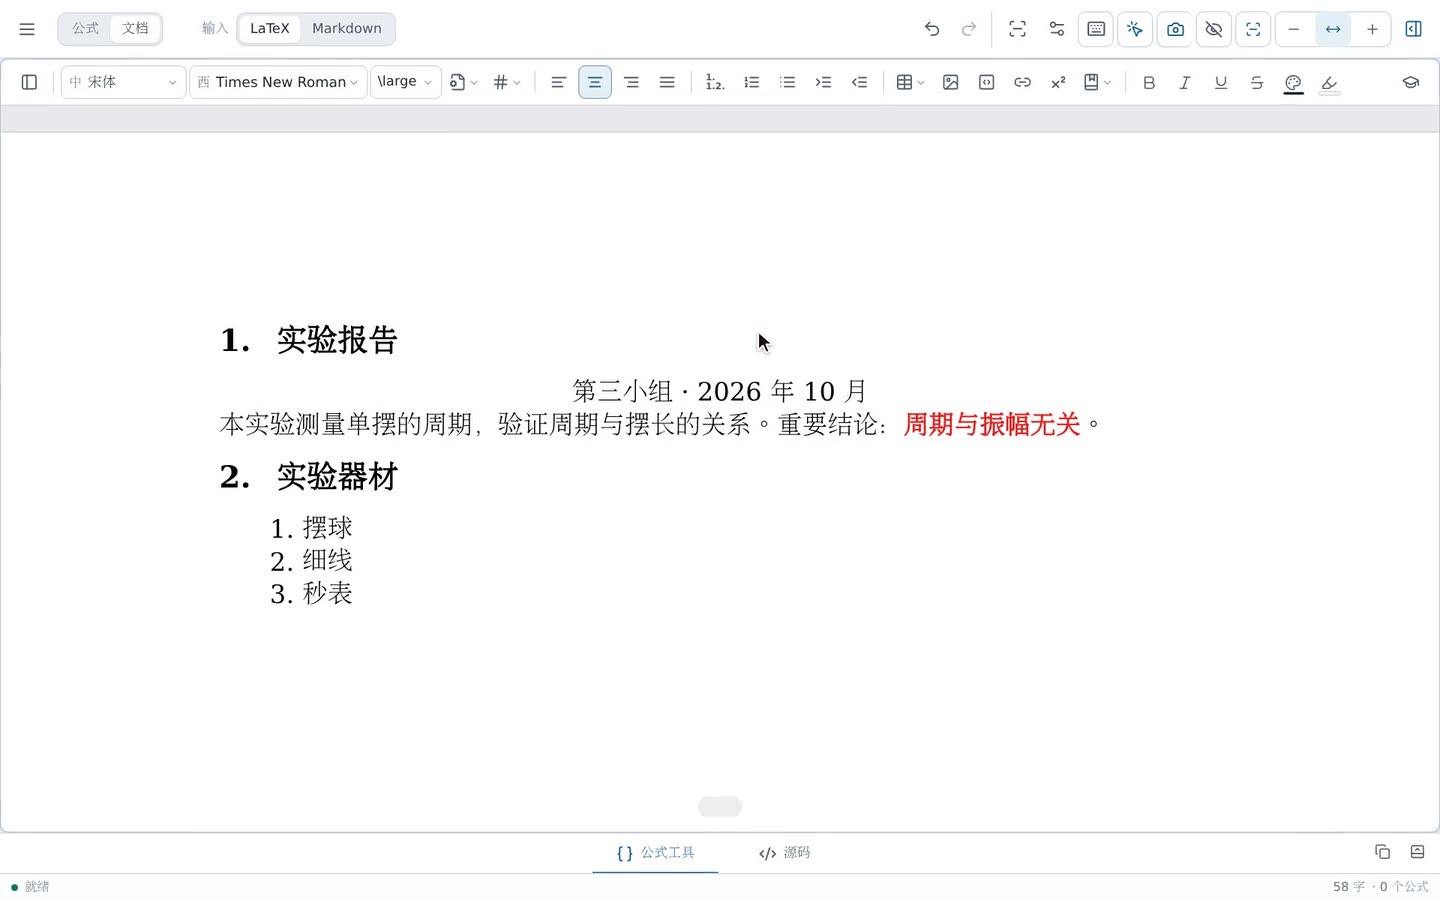 公式 文档 输入 LaTeX Markdown
中 宋体 西 Times New Roman \large
1. 实验报告
第三小组 · 2026 年 10 月
本实验测量单摆的周期，验证周期与摆长的关系。重要结论：周期与振幅无关。
2. 实验器材
1. 摆球
2. 细线
3. 秒表
{} 公式工具 </> 源码
就绪 58 字 · 0 个公式